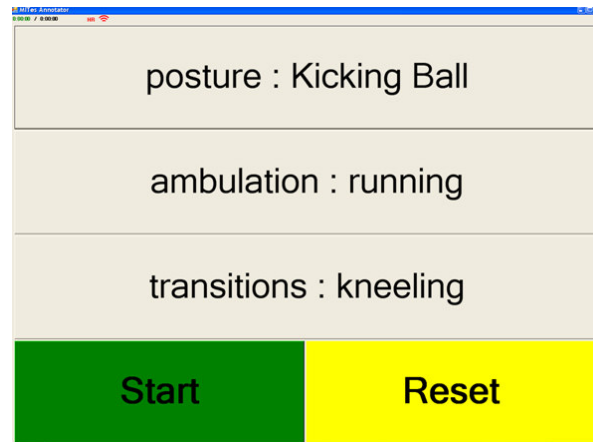 MITes Annotator
0:00:00 / 0:00:00
posture : Kicking Ball
ambulation : running
transitions : kneeling
Start
Reset